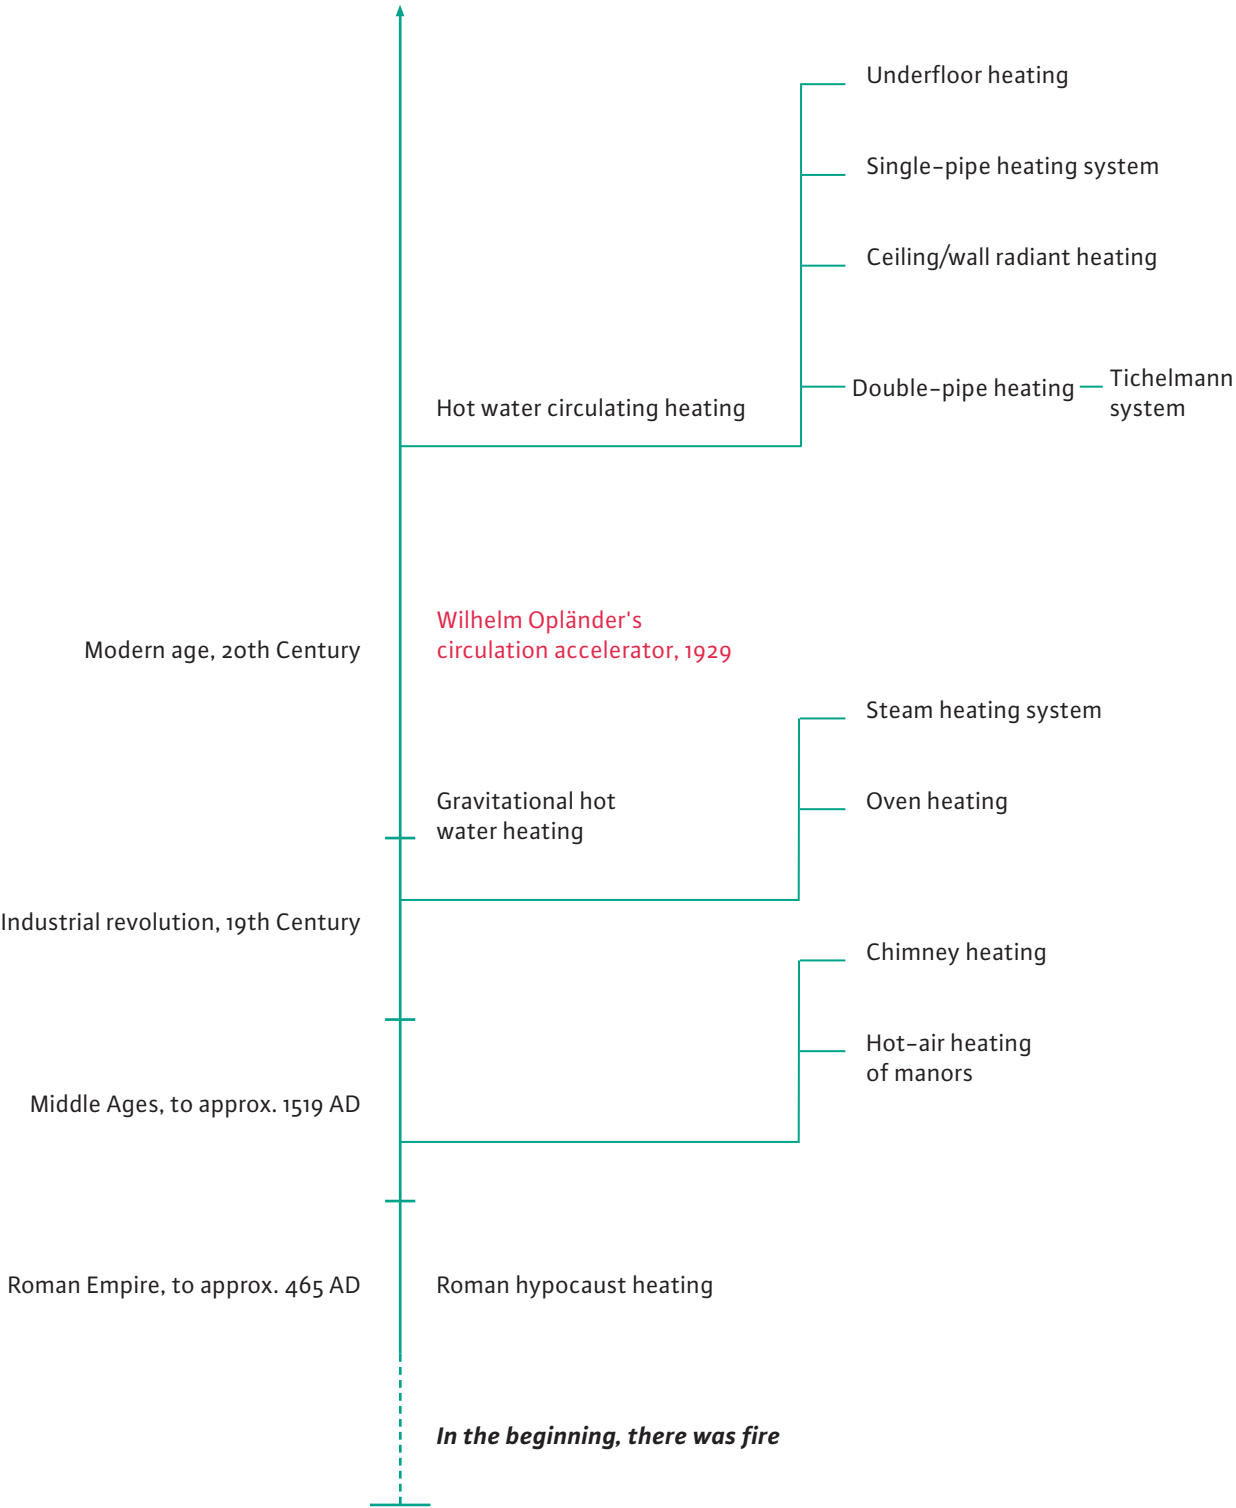 Underfloor heating
Single-pipe heating system
Ceiling/wall radiant heating
Double-pipe heating
Tichelmann
system
Hot water circulating heating
Modern age, 20th Century
Wilhelm Opländer's
circulation accelerator, 1929
Steam heating system
Oven heating
Gravitational hot
water heating
Industrial revolution, 19th Century
Chimney heating
Hot-air heating
of manors
Middle Ages, to approx. 1519 AD
Roman Empire, to approx. 465 AD
Roman hypocaust heating
In the beginning, there was fire